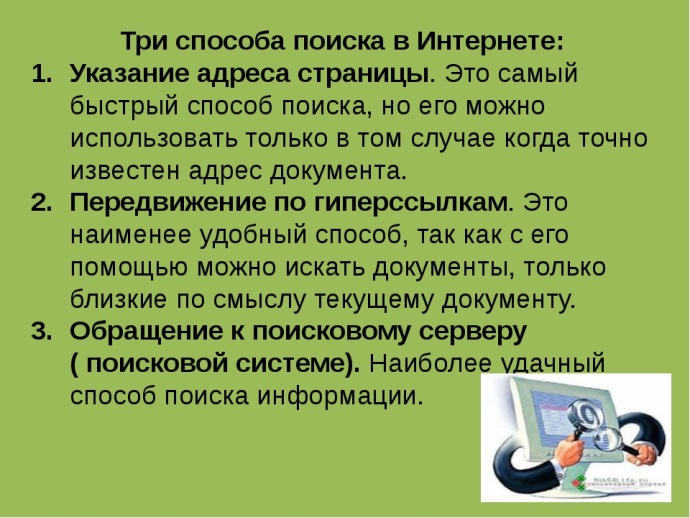 Три способа поиска в Интернете:
1. Указание адреса страницы. Это самый
быстрый способ поиска, но его можно
использовать только в том случае когда точно
известен адрес документа.
2. Передвижение по гиперссылкам. Это
наименее удобный способ, так как с его
помощью можно искать документы, только
близкие по смыслу текущему документу.
3. Обращение к поисковому серверу
( поисковой системе). Наиболее удачный
способ поиска информации.